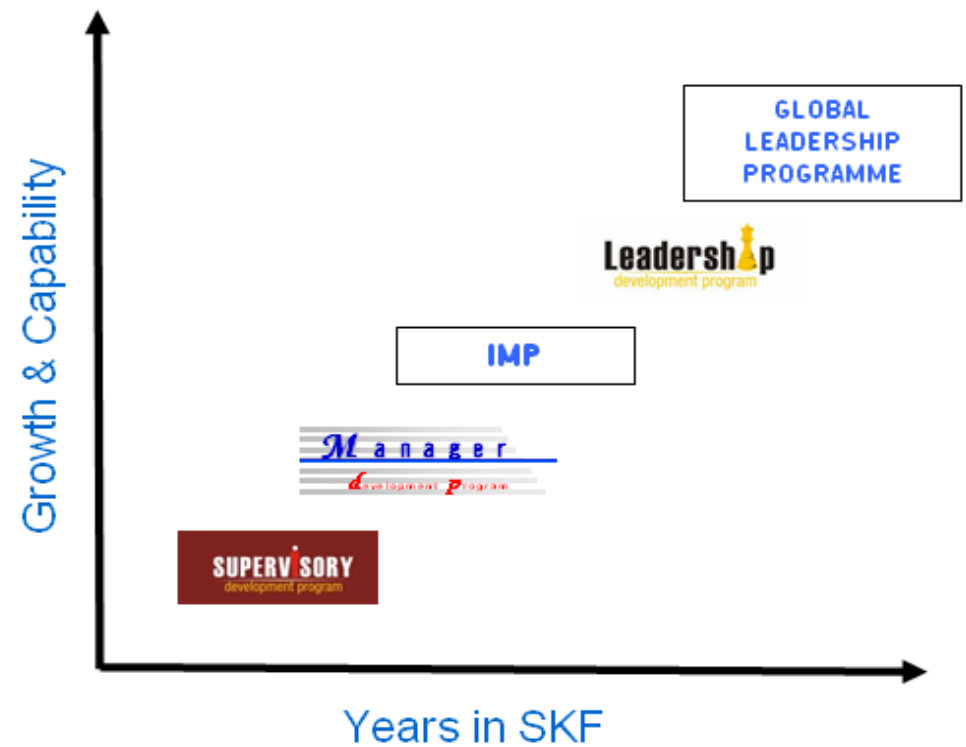 GLOBAL
LEADERSHIP
PROGRAMME
Leadership
development program
IMP
Manager
development Program
SUPERVISORY
development program
Growth & Capability
Years in SKF